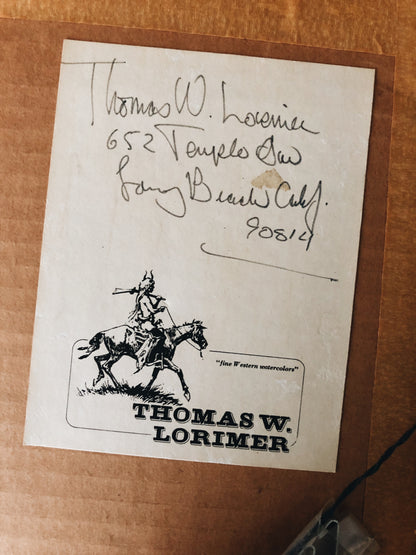 Thomas W. Lorimer
652 Temple Ave
Long Beach Calif.
90814
"fine Western watercolors"
THOMAS W.
LORIMER